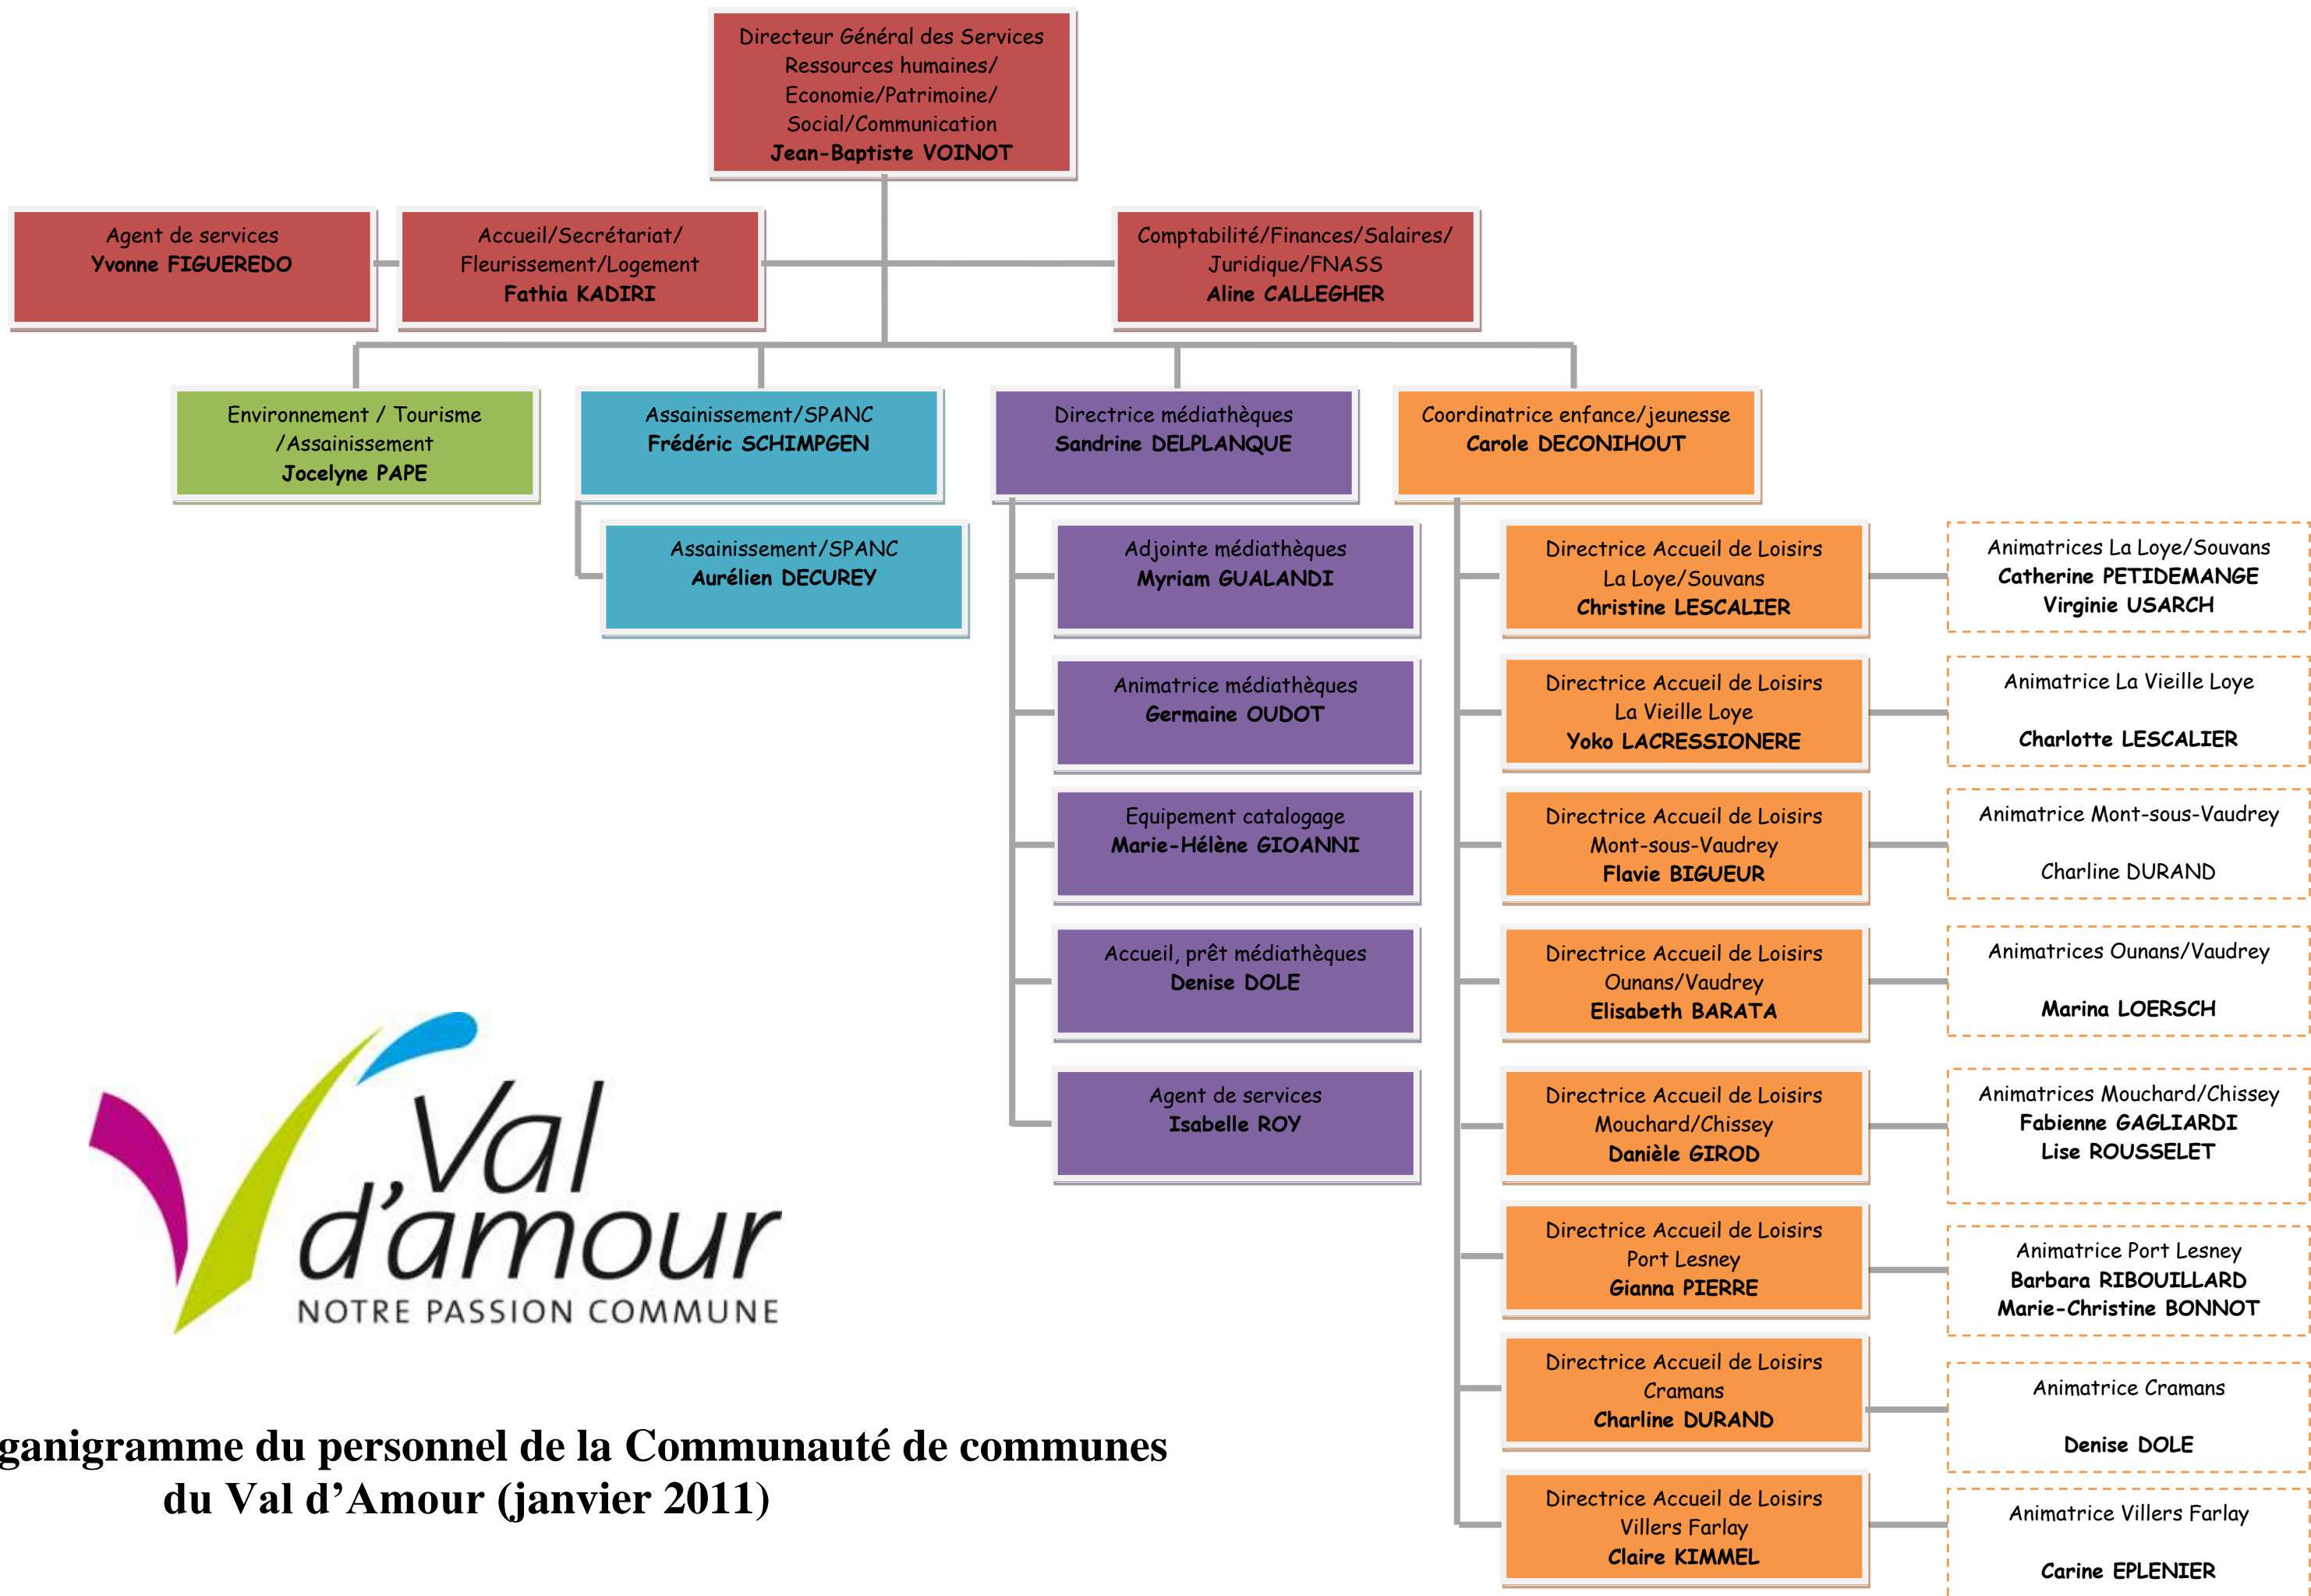 Directeur Général des Services
Ressources humaines/
Economie/Patrimoine/
Social/Communication
Jean-Baptiste VOINOT
Agent de services
Yvonne FIGUEREDO
Accueil/Secrétariat/
Fleurissement/Logement
Fathia KADIRI
Comptabilité/Finances/Salaires/
Juridique/FNASS
Aline CALLEGHER
Environnement / Tourisme
/Assainissement
Jocelyne PAPE
Assainissement/SPANC
Frédéric SCHIMPGEN
Directrice médiathèques
Sandrine DELPLANQUE
Coordinatrice enfance/jeunesse
Carole DECONIHOUT
Assainissement/SPANC
Aurélien DECUREY
Adjointe médiathèques
Myriam GUALANDI
Directrice Accueil de Loisirs
La Loye/Souvans
Christine LESCALIER
Animatrices La Loye/Souvans
Catherine PETIDEMANGE
Virginie USARCH
Animatrice médiathèques
Germaine OUDOT
Directrice Accueil de Loisirs
La Vieille Loye
Yoko LACRESSIONERE
Animatrice La Vieille Loye
Charlotte LESCALIER
Equipement catalogage
Marie-Hélène GIOANNI
Directrice Accueil de Loisirs
Mont-sous-Vaudrey
Flavie BIGUEUR
Animatrice Mont-sous-Vaudrey
Charline DURAND
Accueil, prêt médiathèques
Denise DOLE
Directrice Accueil de Loisirs
Ounans/Vaudrey
Elisabeth BARATA
Animatrices Ounans/Vaudrey
Marina LOERSCH
Agent de services
Isabelle ROY
Directrice Accueil de Loisirs
Mouchard/Chissey
Danièle GIROD
Animatrices Mouchard/Chissey
Fabienne GAGLIARDI
Lise ROUSSELET
Directrice Accueil de Loisirs
Port Lesney
Gianna PIERRE
Animatrice Port Lesney
Barbara RIBOUILLARD
Marie-Christine BONNOT
Directrice Accueil de Loisirs
Cramans
Charline DURAND
Animatrice Cramans
Denise DOLE
Directrice Accueil de Loisirs
Villers Farlay
Claire KIMMEL
Animatrice Villers Farlay
Carine EPLENIER
Val
d'amour
NOTRE PASSION COMMUNE
ganigramme du personnel de la Communauté de communes
du Val d'Amour (janvier 2011)